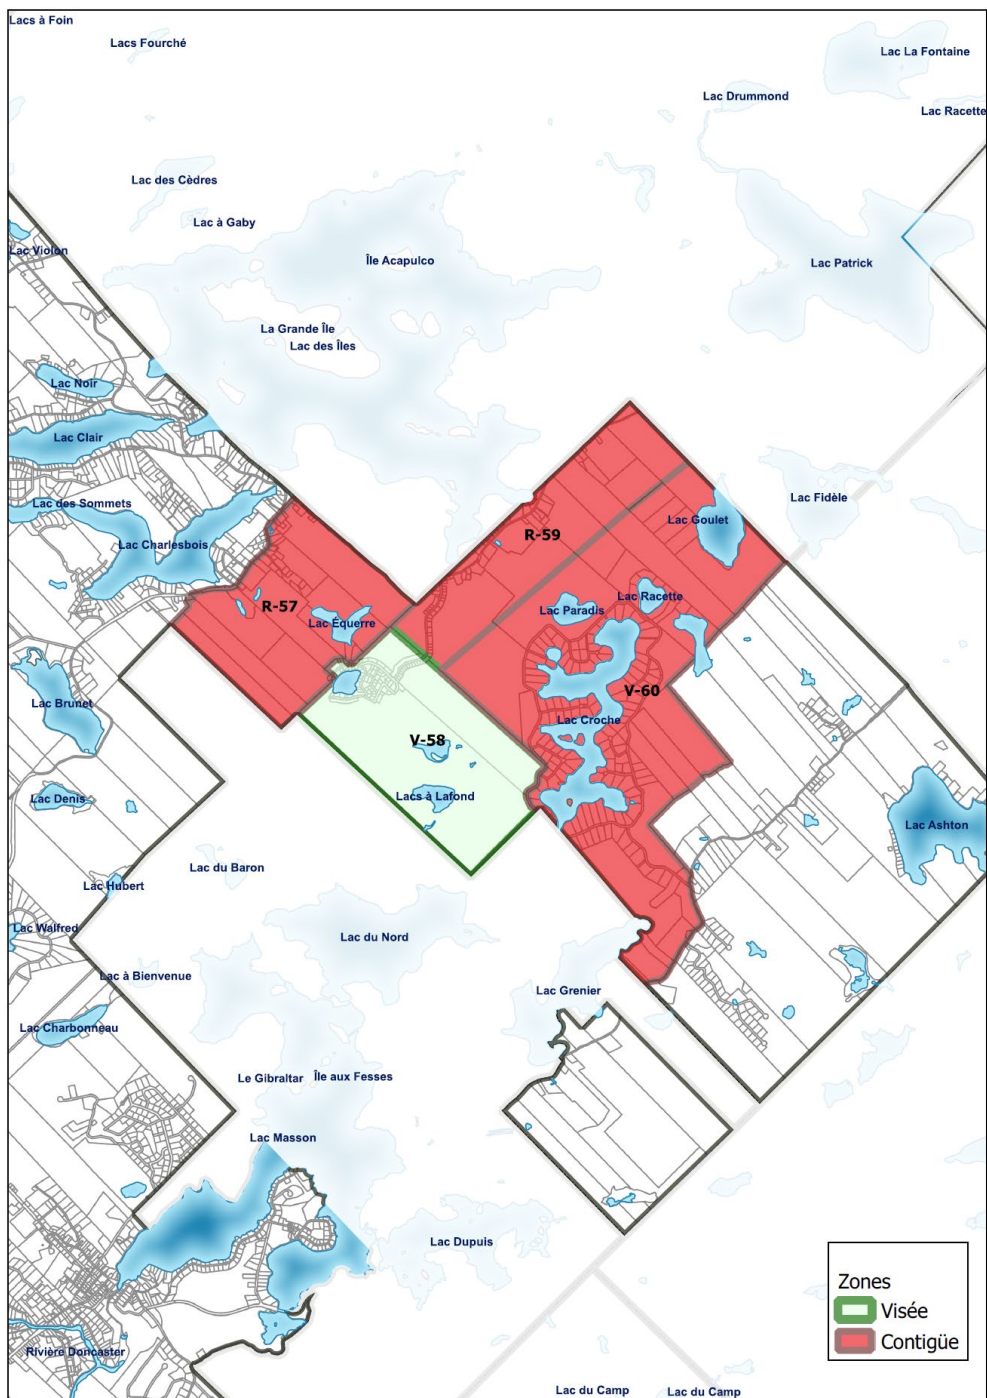 Lacs à Foin
Lacs Fourché
Lac La Fontaine
Lac Drummond
Lac Racette
Lac des Cèdres
Lac à Gaby
Lac Violon
Île Acapulco
Lac Patrick
La Grande Île
Lac des Îles
Lac Noir
Lac Clair
Lac des Sommets
Lac Fidèle
Lac Goulet
R-59
Lac Charlesbois
Lac Racette
R-57
Lac Paradis
Lac Équerre
V-60
Lac Brunet
Lac Croche
V-58
Lac Denis
Lacs à Lafond
Lac Ashton
Lac du Baron
Lac Hubert
Lac Walfred
Lac du Nord
Lac à Bienvenue
Lac Grenier
Lac Charbonneau
Le Gibraltar
Île aux Fesses
Lac Masson
Lac Dupuis
Zones
Visée
Contigüe
Rivière Doncaster
Lac du Camp
Lac du Camp